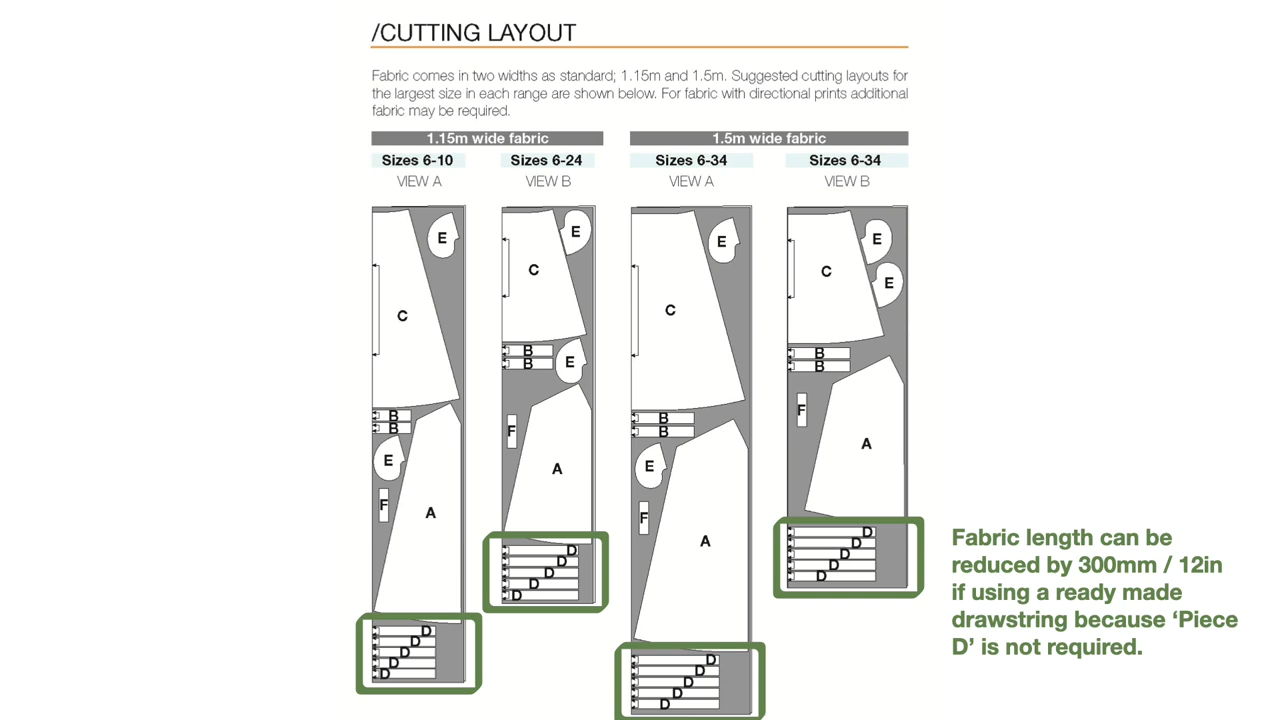 /CUTTING LAYOUT
Fabric comes in two widths as standard; 1.15m and 1.5m. Suggested cutting layouts for
the largest size in each range are shown below. For fabric with directional prints additional
fabric may be required.
1.15m wide fabric
1.5m wide fabric
Sizes 6-10
Sizes 6-24
Sizes 6-34
Sizes 6-34
VIEW A
VIEW B
VIEW A
VIEW B
E
C
B
B
E
F
A
D
D
D
D
D
E
C
B
B
E
F
A
D
D
D
D
D
E
C
B
B
E
F
A
D
D
D
D
D
E
C
E
B
B
F
A
D
D
D
D
D
Fabric length can be
reduced by 300mm / 12in
if using a ready made
drawstring because ‘Piece
D’ is not required.